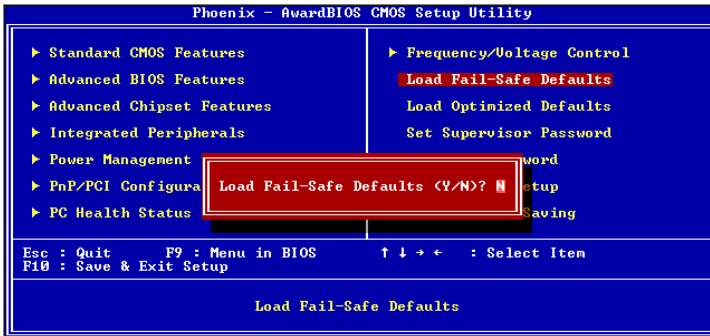 Phoenix - AwardBIOS CMOS Setup Utility
► Standard CMOS Features
► Advanced BIOS Features
► Advanced Chipset Features
► Integrated Peripherals
► Power Management
► PnP/PCI Configura
► PC Health Status
► Frequency/Voltage Control
Load Fail-Safe Defaults
Load Optimized Defaults
Set Supervisor Password
word
etup
Saving
Load Fail-Safe Defaults (Y/N)? N
Esc : Quit F9 : Menu in BIOS ↑ ↓ → ← : Select Item
F10 : Save & Exit Setup
Load Fail-Safe Defaults